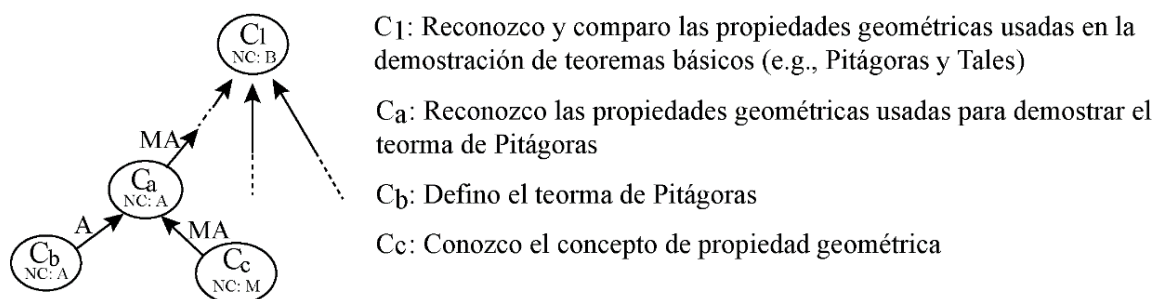 C1
NC: B
MA
Ca
NC: A
A
MA
Cb
NC: A
Cc
NC: M
C1: Reconozco y comparo las propiedades geométricas usadas en la
demostración de teoremas básicos (e.g., Pitágoras y Tales)
Ca: Reconozco las propiedades geométricas usadas para demostrar el
teorma de Pitágoras
Cb: Defino el teorma de Pitágoras
Cc: Conozco el concepto de propiedad geométrica